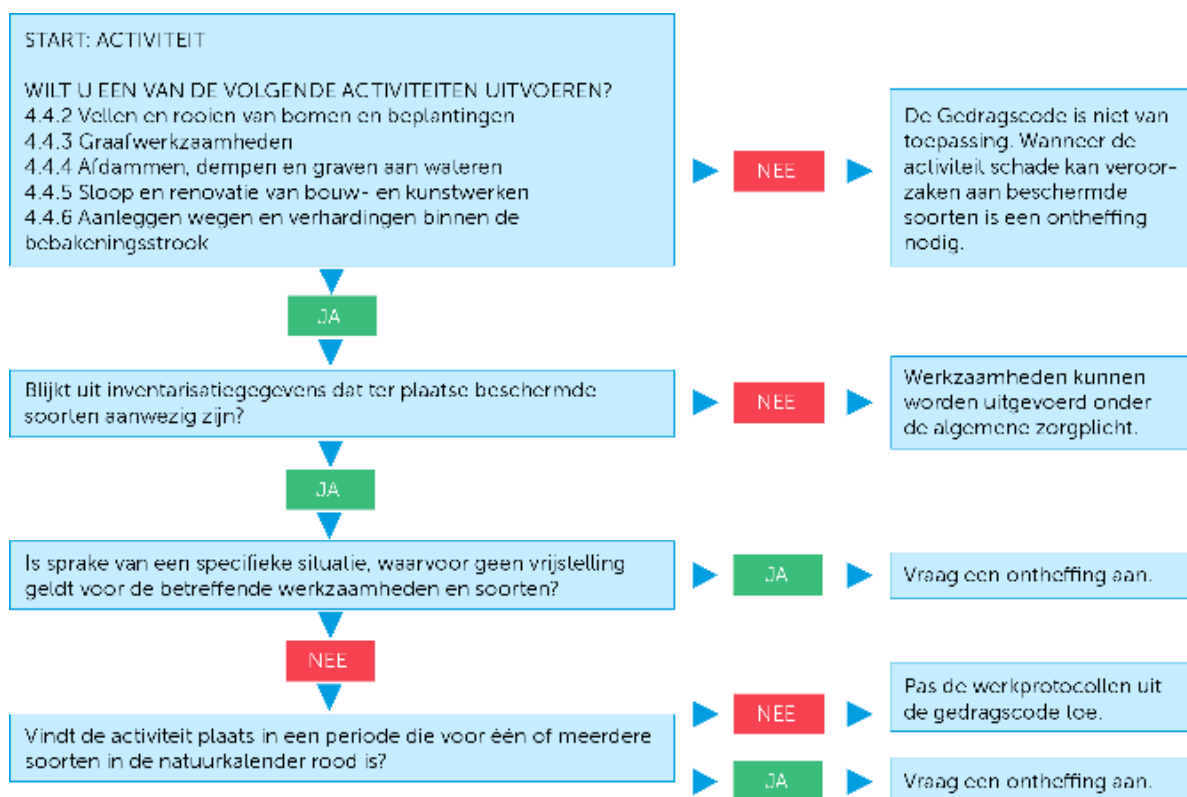 START: ACTIVITEIT
WILT U EEN VAN DE VOLGENDE ACTIVITEITEN UITVOEREN?
4.4.2 Vellen en rooien van bomen en beplantingen
4.4.3 Graafwerkzaamheden
4.4.4 Afdammen, dempen en graven aan wateren
4.4.5 Sloop en renovatie van bouw- en kunstwerken
4.4.6 Aanleggen wegen en verhardingen binnen de
bebakeningsstrook
NEE
De Gedragscode is niet van
toepassing. Wanneer de
activiteit schade kan veroor-
zaken aan beschermde
soorten is een ontheffing
nodig.
JA
Blijkt uit inventarisatiegegevens dat ter plaatse beschermde
soorten aanwezig zijn?
NEE
Werkzaamheden kunnen
worden uitgevoerd onder
de algemene zorgplicht.
JA
Is sprake van een specifieke situatie, waarvoor geen vrijstelling
geldt voor de betreffende werkzaamheden en soorten?
JA
Vraag een ontheffing aan.
NEE
Vindt de activiteit plaats in een periode die voor één of meerdere
soorten in de natuurkalender rood is?
NEE
Pas de werkprotocollen uit
de gedragscode toe.
JA
Vraag een ontheffing aan.